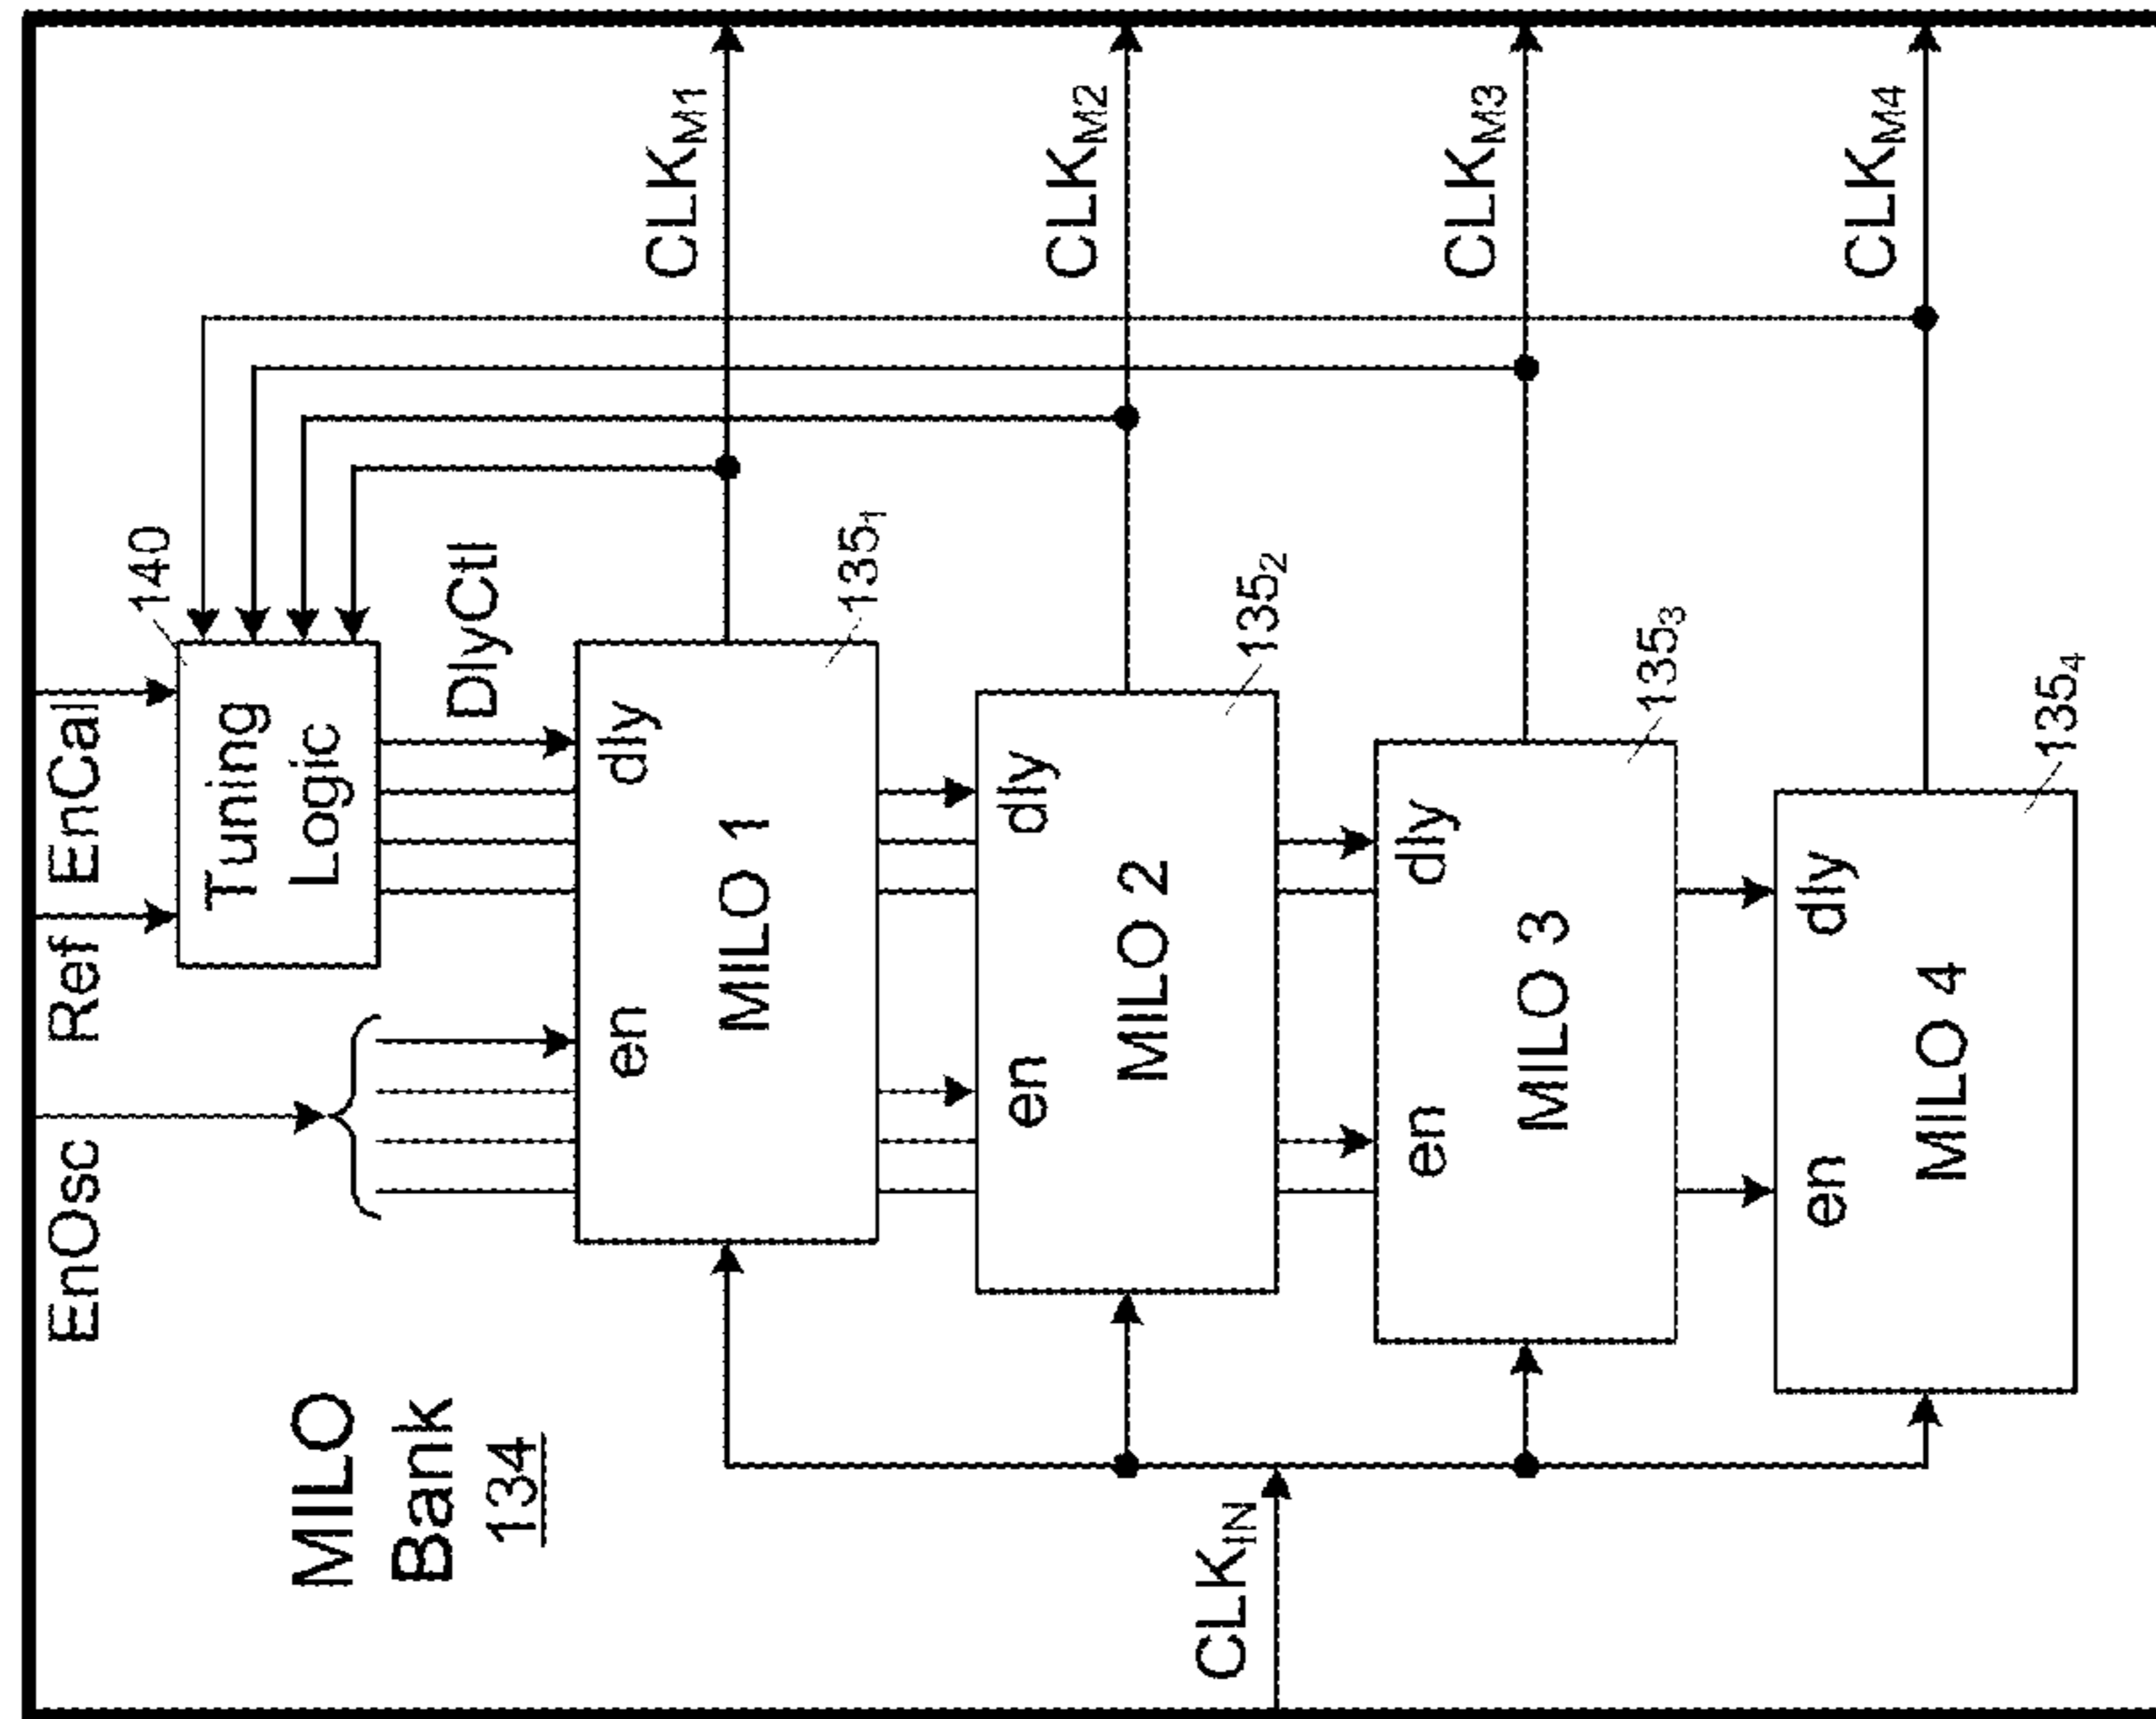 EnOsc
Ref
EnCal
140
Tuning
Logic
DlyCtl
MILO
Bank
134
en
dly
MILO 1
135₁
CLK_M1
en
dly
MILO 2
135₂
CLK_M2
CLK_IN
en
dly
MILO 3
135₃
CLK_M3
en
dly
MILO 4
135₄
CLK_M4